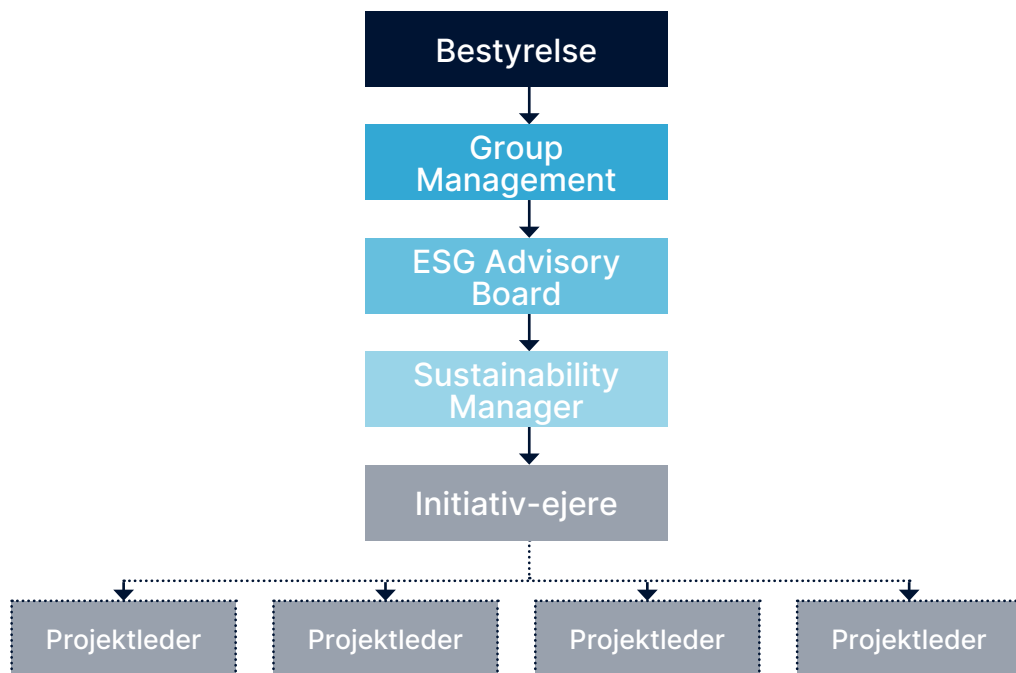 Bestyrelse
Group
Management
ESG Advisory
Board
Sustainability
Manager
Initiativ-ejere
Projektleder
Projektleder
Projektleder
Projektleder